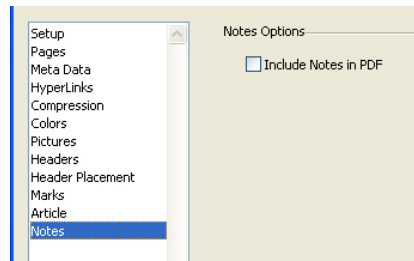 Setup
Pages
Meta Data
HyperLinks
Compression
Colors
Pictures
Headers
Header Placement
Marks
Article
Notes
Notes Options
Include Notes in PDF